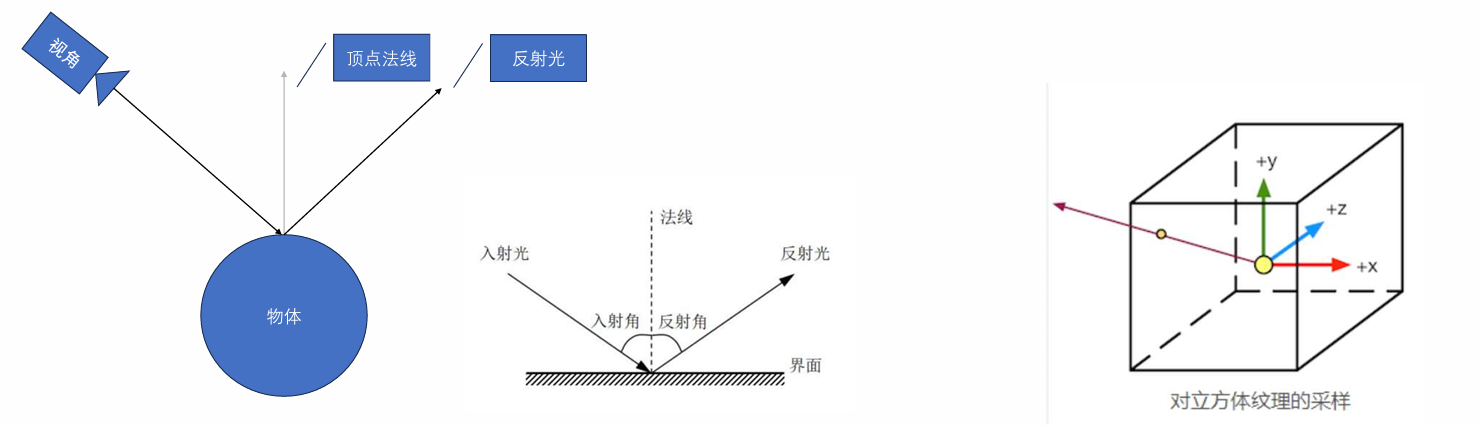 视角
顶点法线
反射光
物体
法线
入射光
反射光
入射角
反射角
界面
+y
+z
+x
对立方体纹理的采样